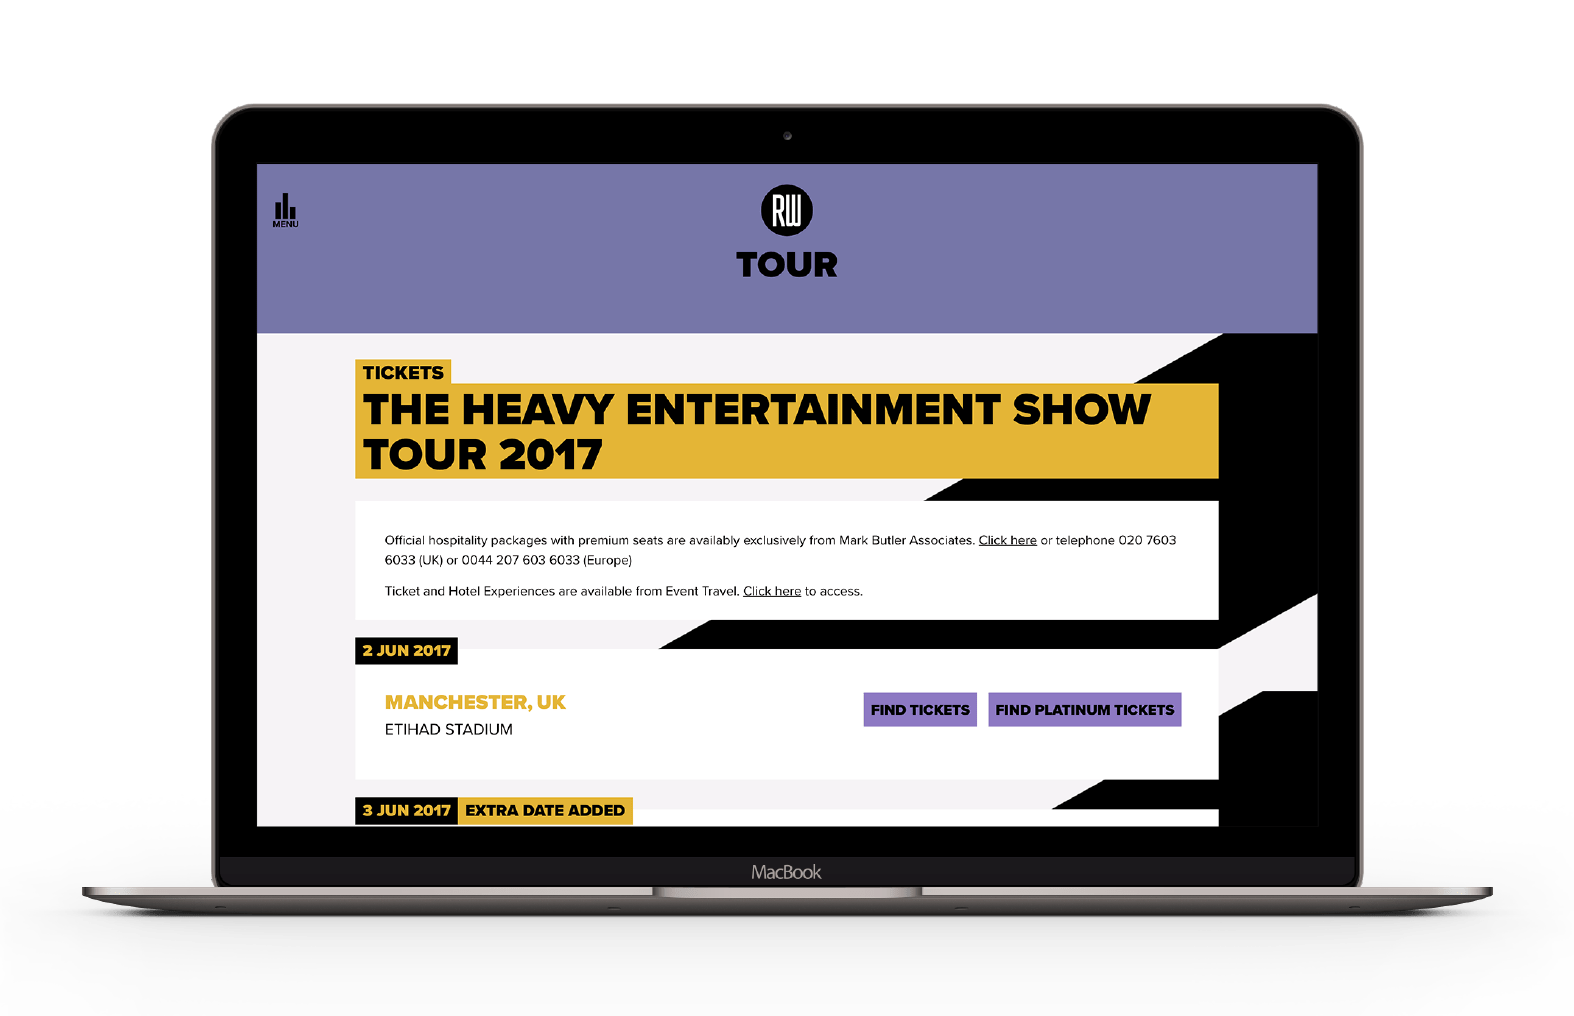 MENU
RW
TOUR
TICKETS
THE HEAVY ENTERTAINMENT SHOW
TOUR 2017
Official hospitality packages with premium seats are availably exclusively from Mark Butler Associates. Click here or telephone 020 7603
6033 (UK) or 0044 207 603 6033 (Europe)
Ticket and Hotel Experiences are available from Event Travel. Click here to access.
2 JUN 2017
MANCHESTER, UK
ETIHAD STADIUM
FIND TICKETS
FIND PLATINUM TICKETS
3 JUN 2017 EXTRA DATE ADDED
MacBook